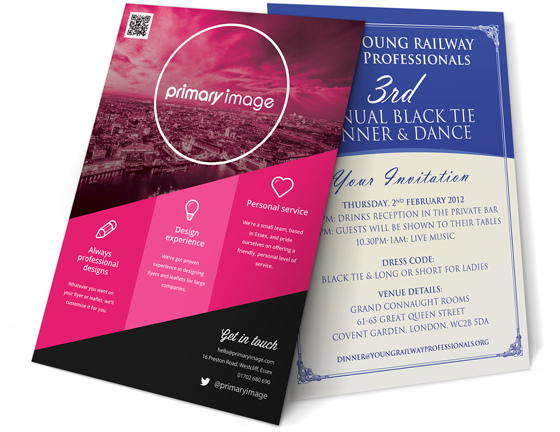 primary image
Personal service
We're a small team, based
in Essex, and pride
ourselves on offering a
friendly, personal level of
service.
Design
experience
We've got proven
experience in designing
flyers and leaflets for large
companies.
Always
professional
designs
Whatever you want on
your flyer or leaflet, we'll
customise it for you.
Get in touch
hello@primaryimage.com
16 Preston Road, Westcliff, Essex
01702 680 690
@primaryimage
YOUNG RAILWAY
PROFESSIONALS
3rd
NUAL BLACK TIE
NNER & DANCE
Your Invitation
THURSDAY, 2ND FEBRUARY 2012
PM: DRINKS RECEPTION IN THE PRIVATE BAR
PM: GUESTS WILL BE SHOWN TO THEIR TABLES
10.30PM-1AM: LIVE MUSIC
DRESS CODE:
BLACK TIE & LONG OR SHORT FOR LADIES
VENUE DETAILS:
GRAND CONNAUGHT ROOMS
61-65 GREAT QUEEN STREET
COVENT GARDEN, LONDON, WC2B 5DA
DINNER@YOUNGRAILWAYPROFESSIONALS.ORG